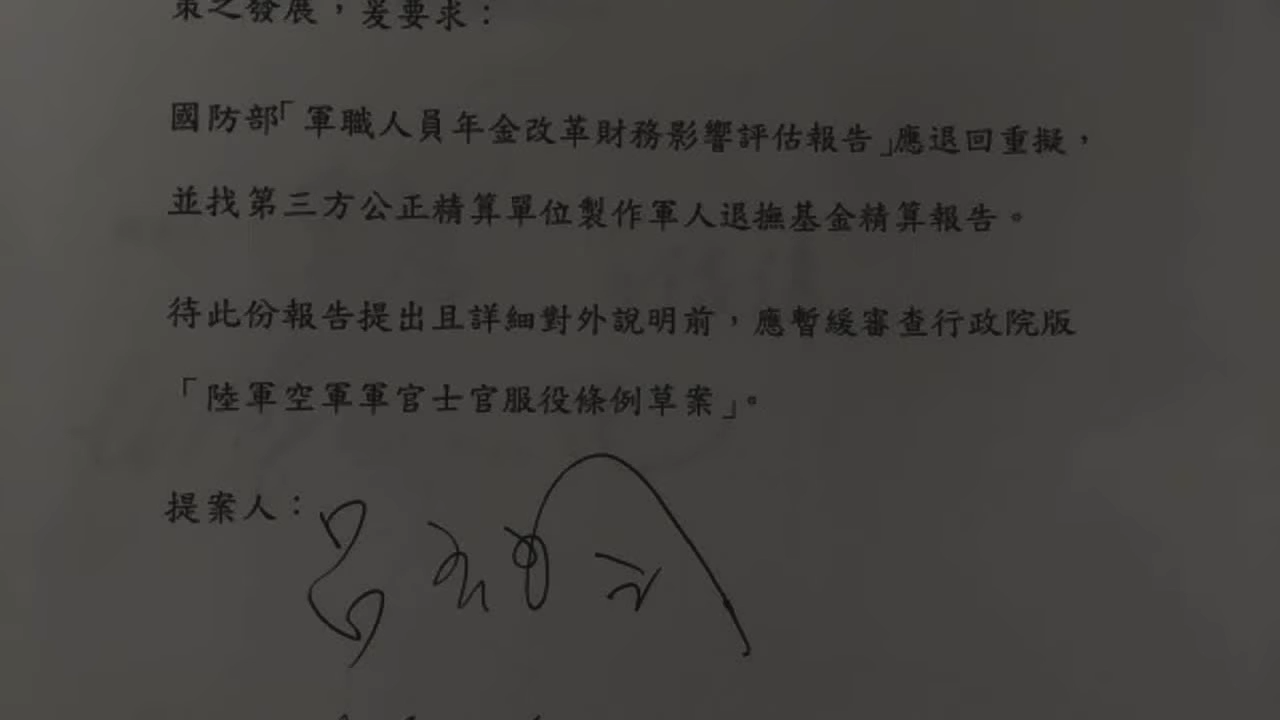 策之發展，爰要求：
國防部「軍職人員年金改革財務影響評估報告」應退回重擬，
並找第三方公正精算單位製作軍人退撫基金精算報告。
待此份報告提出且詳細對外說明前，應暫緩審查行政院版
「陸軍空軍軍官士官服役條例草案」。
提案人：